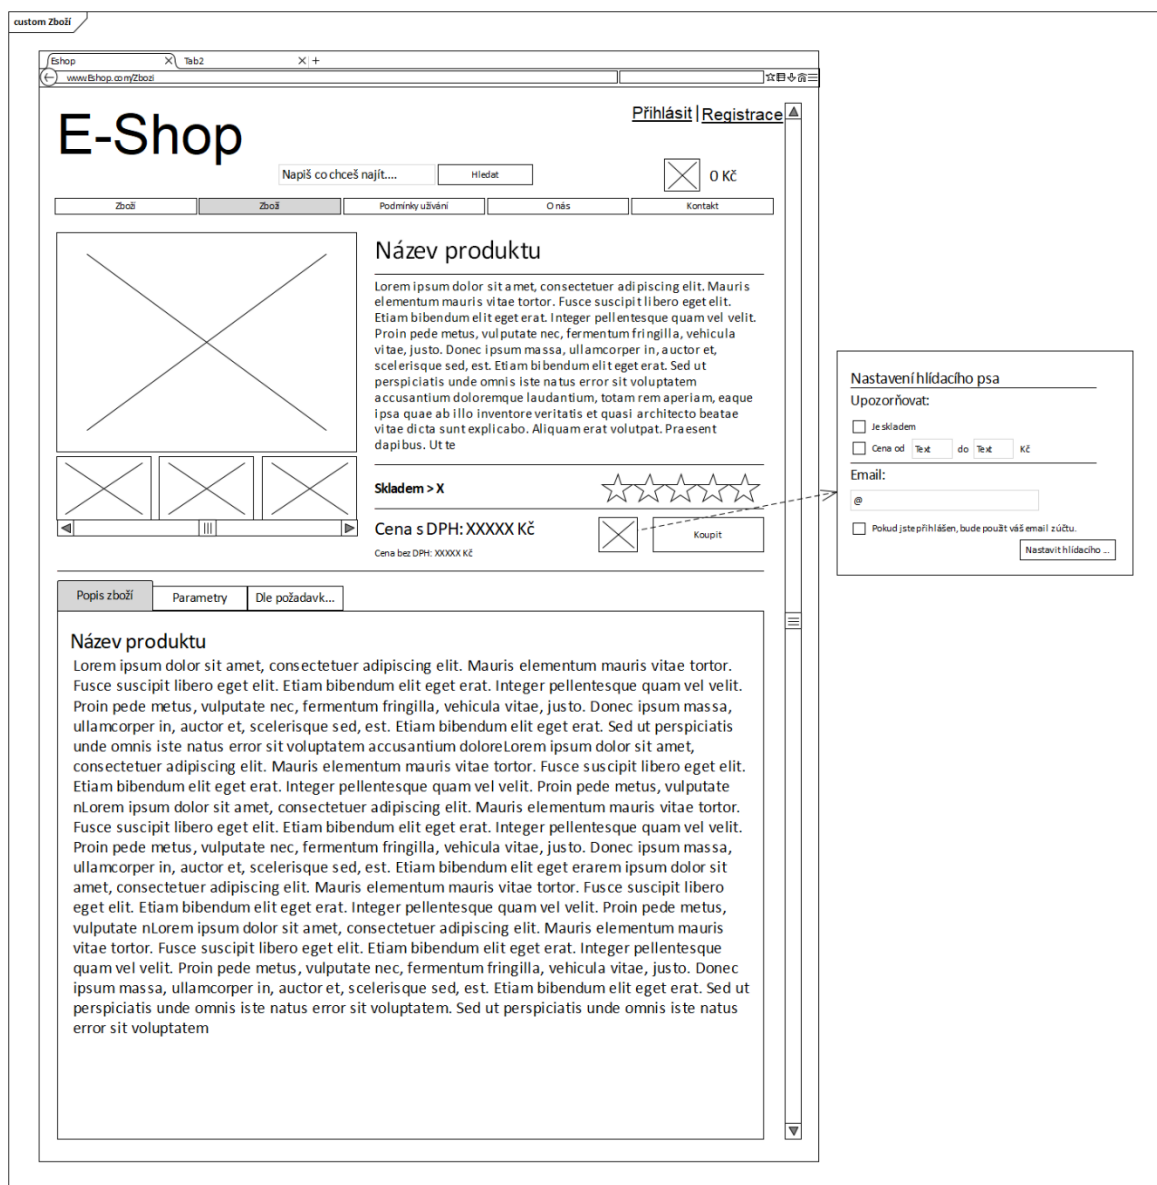 custom Zboží
Eshop
Tab2
www.Eshop.com/Zbozi
Přihlásit | Registrace
E-Shop
Napiš co chceš najít....
Hledat
0 Kč
Zboží
Zboží
Podmínky užívání
O nás
Kontakt
Název produktu
Lorem ipsum dolor sit amet, consectetuer adipiscing elit. Mauris
elementum mauris vitae tortor. Fusce suscipit libero eget elit.
Etiam bibendum elit eget erat. Integer pellentesque quam vel velit.
Proin pede metus, vulputate nec, fermentum fringilla, vehicula
vitae, justo. Donec ipsum massa, ullamcorper in, auctor et,
scelerisque sed, est. Etiam bibendum elit eget erat. Sed ut
perspiciatis unde omnis iste natus error sit voluptatem
accusantium doloremque laudantium, totam rem aperiam, eaque
ipsa quae ab illo inventore veritatis et quasi architecto beatae
vitae dicta sunt explicabo. Aliquam erat volutpat. Praesent
dapibus. Ut te
Skladem > X
Cena s DPH: XXXXX Kč
Cena bez DPH: XXXXX Kč
Koupit
Nastavení hlídacího psa
Upozorňovat:
Je skladem
Cena od Text do Text Kč
Email:
@
Pokud jste přihlášen, bude použit váš email z účtu.
Nastavit hlídacího ...
Popis zboží
Parametry
Dle požadavk...
Název produktu
Lorem ipsum dolor sit amet, consectetuer adipiscing elit. Mauris elementum mauris vitae tortor.
Fusce suscipit libero eget elit. Etiam bibendum elit eget erat. Integer pellentesque quam vel velit.
Proin pede metus, vulputate nec, fermentum fringilla, vehicula vitae, justo. Donec ipsum massa,
ullamcorper in, auctor et, scelerisque sed, est. Etiam bibendum elit eget erat. Sed ut perspiciatis
unde omnis iste natus error sit voluptatem accusantium doloreLorem ipsum dolor sit amet,
consectetuer adipiscing elit. Mauris elementum mauris vitae tortor. Fusce suscipit libero eget elit.
Etiam bibendum elit eget erat. Integer pellentesque quam vel velit. Proin pede metus, vulputate
nLorem ipsum dolor sit amet, consectetuer adipiscing elit. Mauris elementum mauris vitae tortor.
Fusce suscipit libero eget elit. Etiam bibendum elit eget erat. Integer pellentesque quam vel velit.
Proin pede metus, vulputate nec, fermentum fringilla, vehicula vitae, justo. Donec ipsum massa,
ullamcorper in, auctor et, scelerisque sed, est. Etiam bibendum elit eget erarem ipsum dolor sit
amet, consectetuer adipiscing elit. Mauris elementum mauris vitae tortor. Fusce suscipit libero
eget elit. Etiam bibendum elit eget erat. Integer pellentesque quam vel velit. Proin pede metus,
vulputate nLorem ipsum dolor sit amet, consectetuer adipiscing elit. Mauris elementum mauris
vitae tortor. Fusce suscipit libero eget elit. Etiam bibendum elit eget erat. Integer pellentesque
quam vel velit. Proin pede metus, vulputate nec, fermentum fringilla, vehicula vitae, justo. Donec
ipsum massa, ullamcorper in, auctor et, scelerisque sed, est. Etiam bibendum elit eget erat. Sed ut
perspiciatis unde omnis iste natus error sit voluptatem. Sed ut perspiciatis unde omnis iste natus
error sit voluptatem